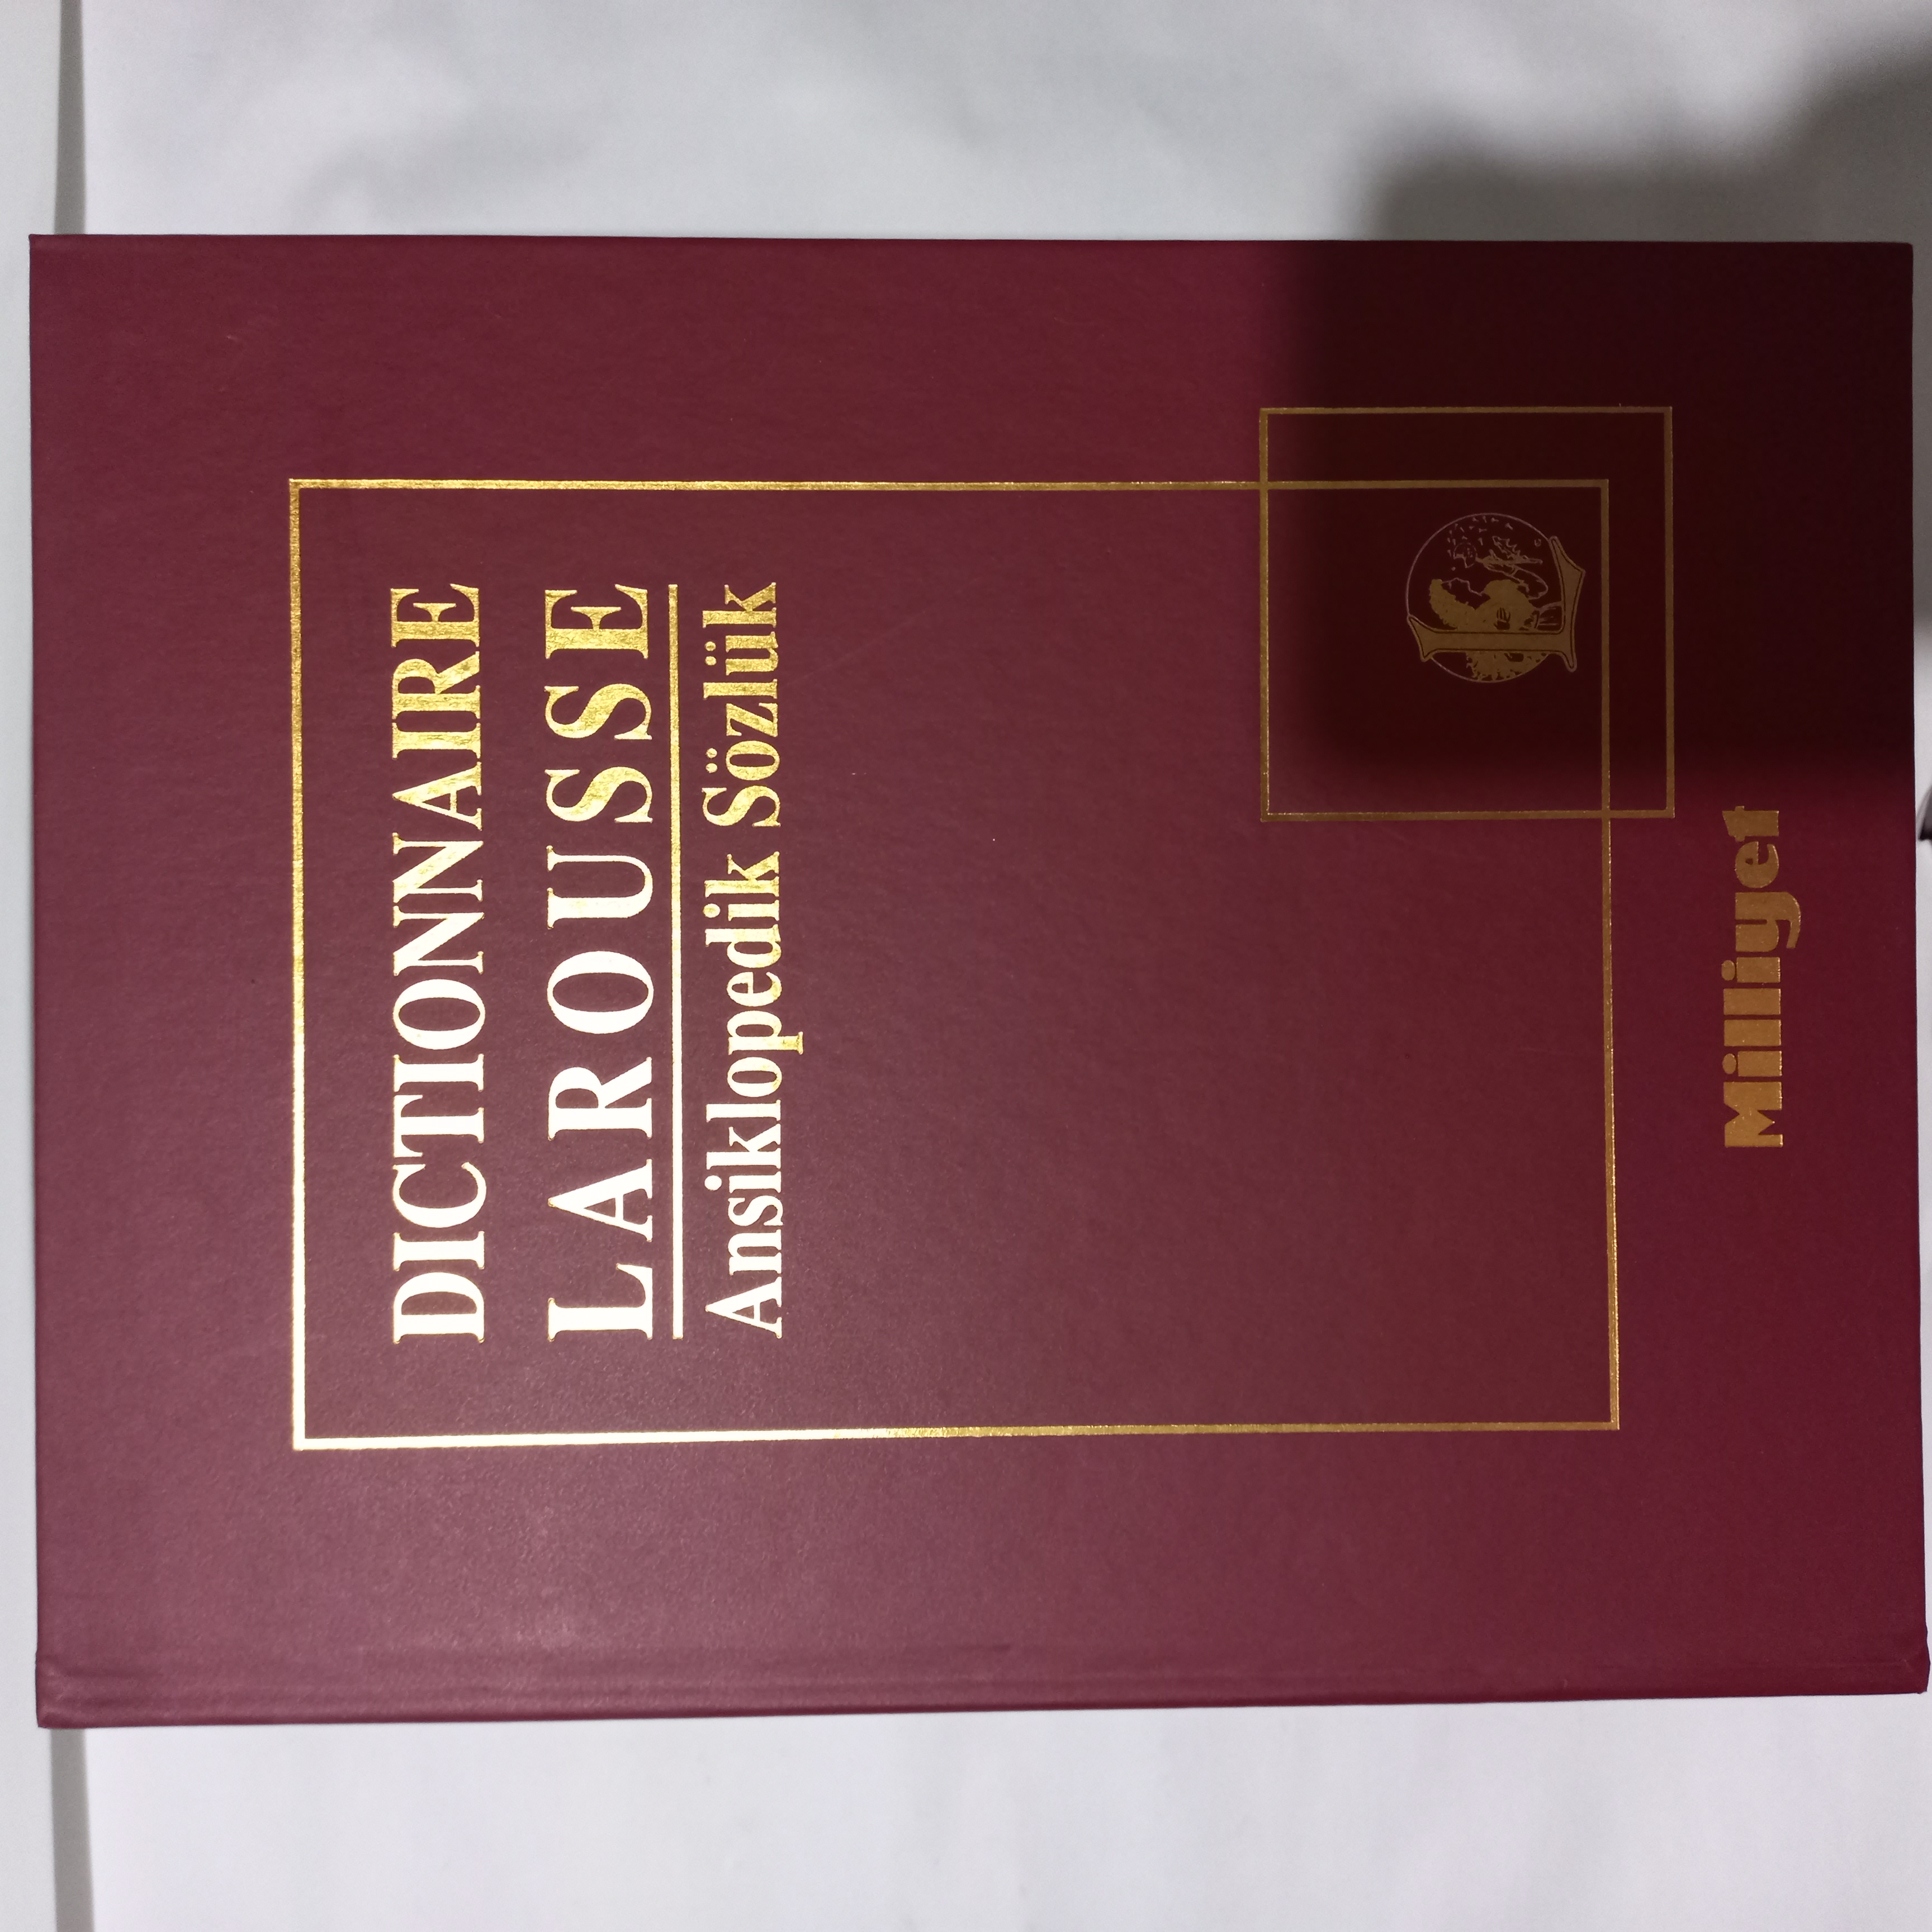 DICTIONNAIRE
LAROUSSE
Ansiklopedik Sözlük
L
Milliyet